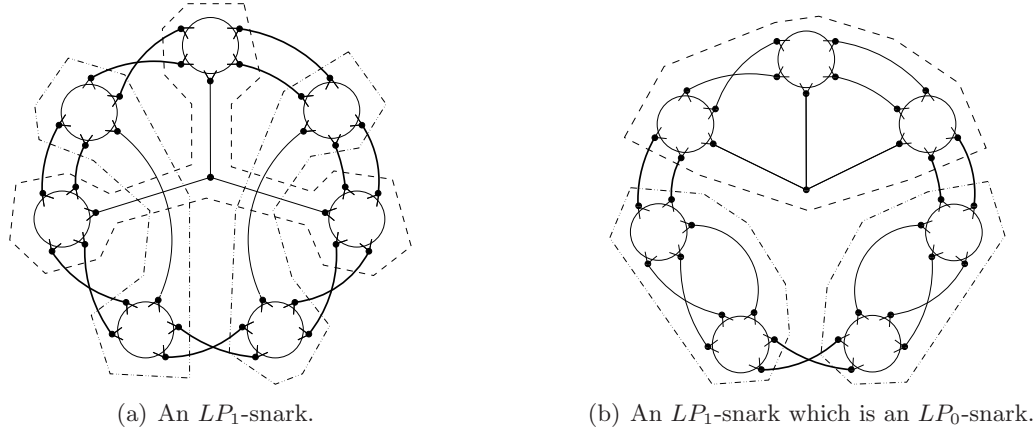 (a) An LP₁-snark.
(b) An LP₁-snark which is an LP₀-snark.